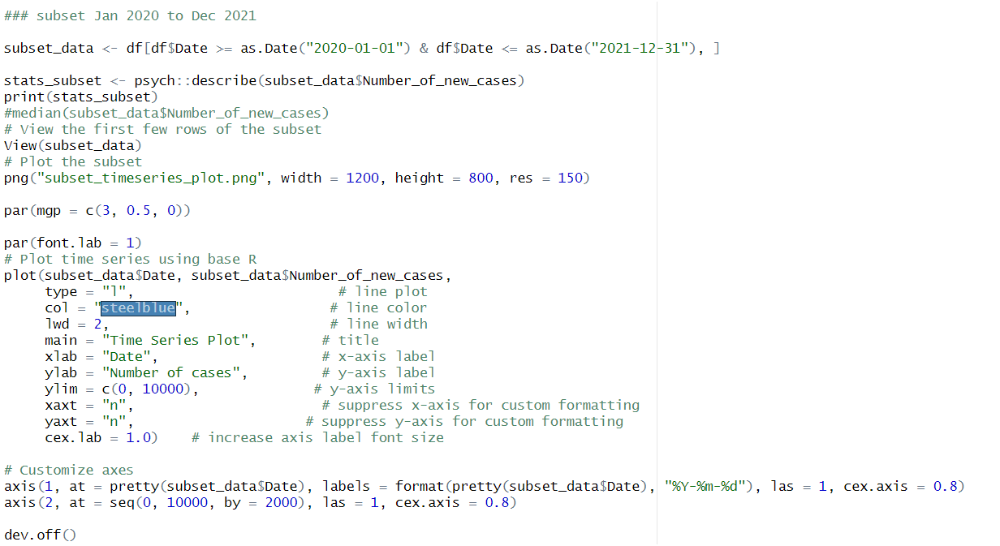 ### subset Jan 2020 to Dec 2021
subset_data <- df[df$Date >= as.Date("2020-01-01") & df$Date <= as.Date("2021-12-31"), ]
stats_subset <- psych::describe(subset_data$Number_of_new_cases)
print(stats_subset)
#median(subset_data$Number_of_new_cases)
# View the first few rows of the subset
View(subset_data)
# Plot the subset
png("subset_timeseries_plot.png", width = 1200, height = 800, res = 150)
par(mgp = c(3, 0.5, 0))
par(font.lab = 1)
# Plot time series using base R
plot(subset_data$Date, subset_data$Number_of_new_cases,
     type = "l",                         # line plot
     col = "steelblue",                 # line color
     lwd = 2,                           # line width
     main = "Time Series Plot",        # title
     xlab = "Date",                    # x-axis label
     ylab = "Number of cases",         # y-axis label
     ylim = c(0, 10000),              # y-axis limits
     xaxt = "n",                       # suppress x-axis for custom formatting
     yaxt = "n",                     # suppress y-axis for custom formatting
     cex.lab = 1.0)    # increase axis label font size
# Customize axes
axis(1, at = pretty(subset_data$Date), labels = format(pretty(subset_data$Date), "%Y-%m-%d"), las = 1, cex.axis = 0.8)
axis(2, at = seq(0, 10000, by = 2000), las = 1, cex.axis = 0.8)
dev.off()